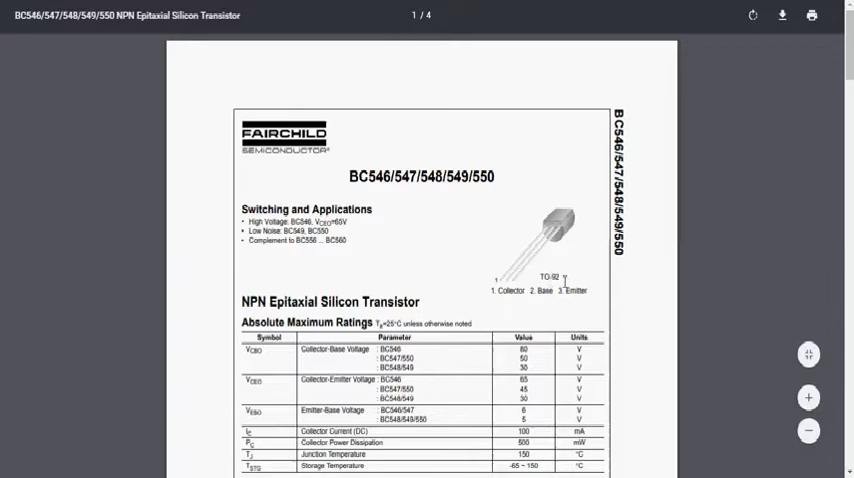 BC546/547/548/549/550 NPN Epitaxial Silicon Transistor
1 / 4
FAIRCHILD
SEMICONDUCTOR®
BC546/547/548/549/550
BC546/547/548/549/550
Switching and Applications
• High Voltage: BC546, VCEO=65V
• Low Noise: BC549, BC550
• Complement to BC556 ... BC560
1
TO-92
1. Collector 2. Base 3. Emitter
NPN Epitaxial Silicon Transistor
Absolute Maximum Ratings Ta=25°C unless otherwise noted
Symbol Parameter Value Units
VCBO Collector-Base Voltage : BC546 80 V
: BC547/550 50 V
: BC548/549 30 V
VCEO Collector-Emitter Voltage : BC546 65 V
: BC547/550 45 V
: BC548/549 30 V
VEBO Emitter-Base Voltage : BC546/547 6 V
: BC548/549/550 5 V
IC Collector Current (DC) 100 mA
PC Collector Power Dissipation 500 mW
TJ Junction Temperature 150 °C
TSTG Storage Temperature -65 ~ 150 °C